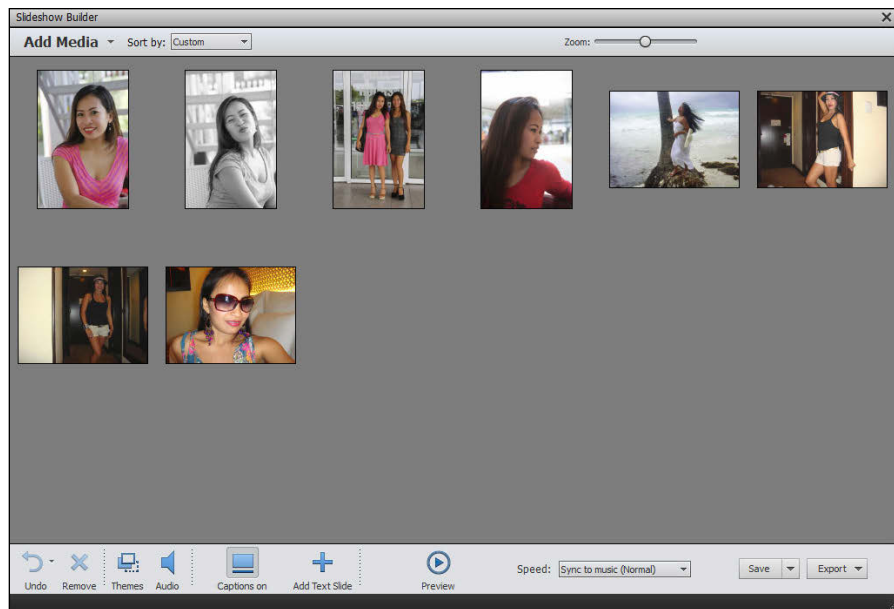 Slideshow Builder
Add Media Sort by: Custom Zoom:
Undo Remove Themes Audio Captions on Add Text Slide Preview Speed: Sync to music (Normal) Save Export